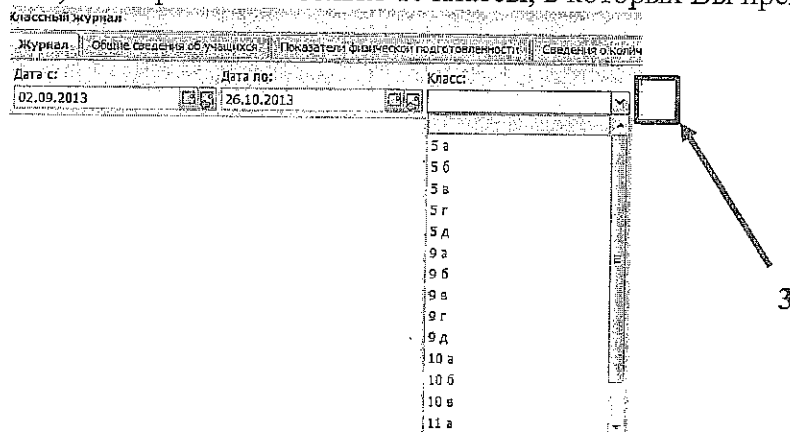 классы, в которых Вы
Классный журнал
Журнал Общие сведения об учащихся Показатели физической подготовленности Сведения о колич
Дата с: Дата по: Класс:
02.09.2013 26.10.2013
5 а
5 б
5 в
5 г
5 д
9 а
9 б
9 в
9 г
3
9 д
10 а
10 б
10 в
11 а